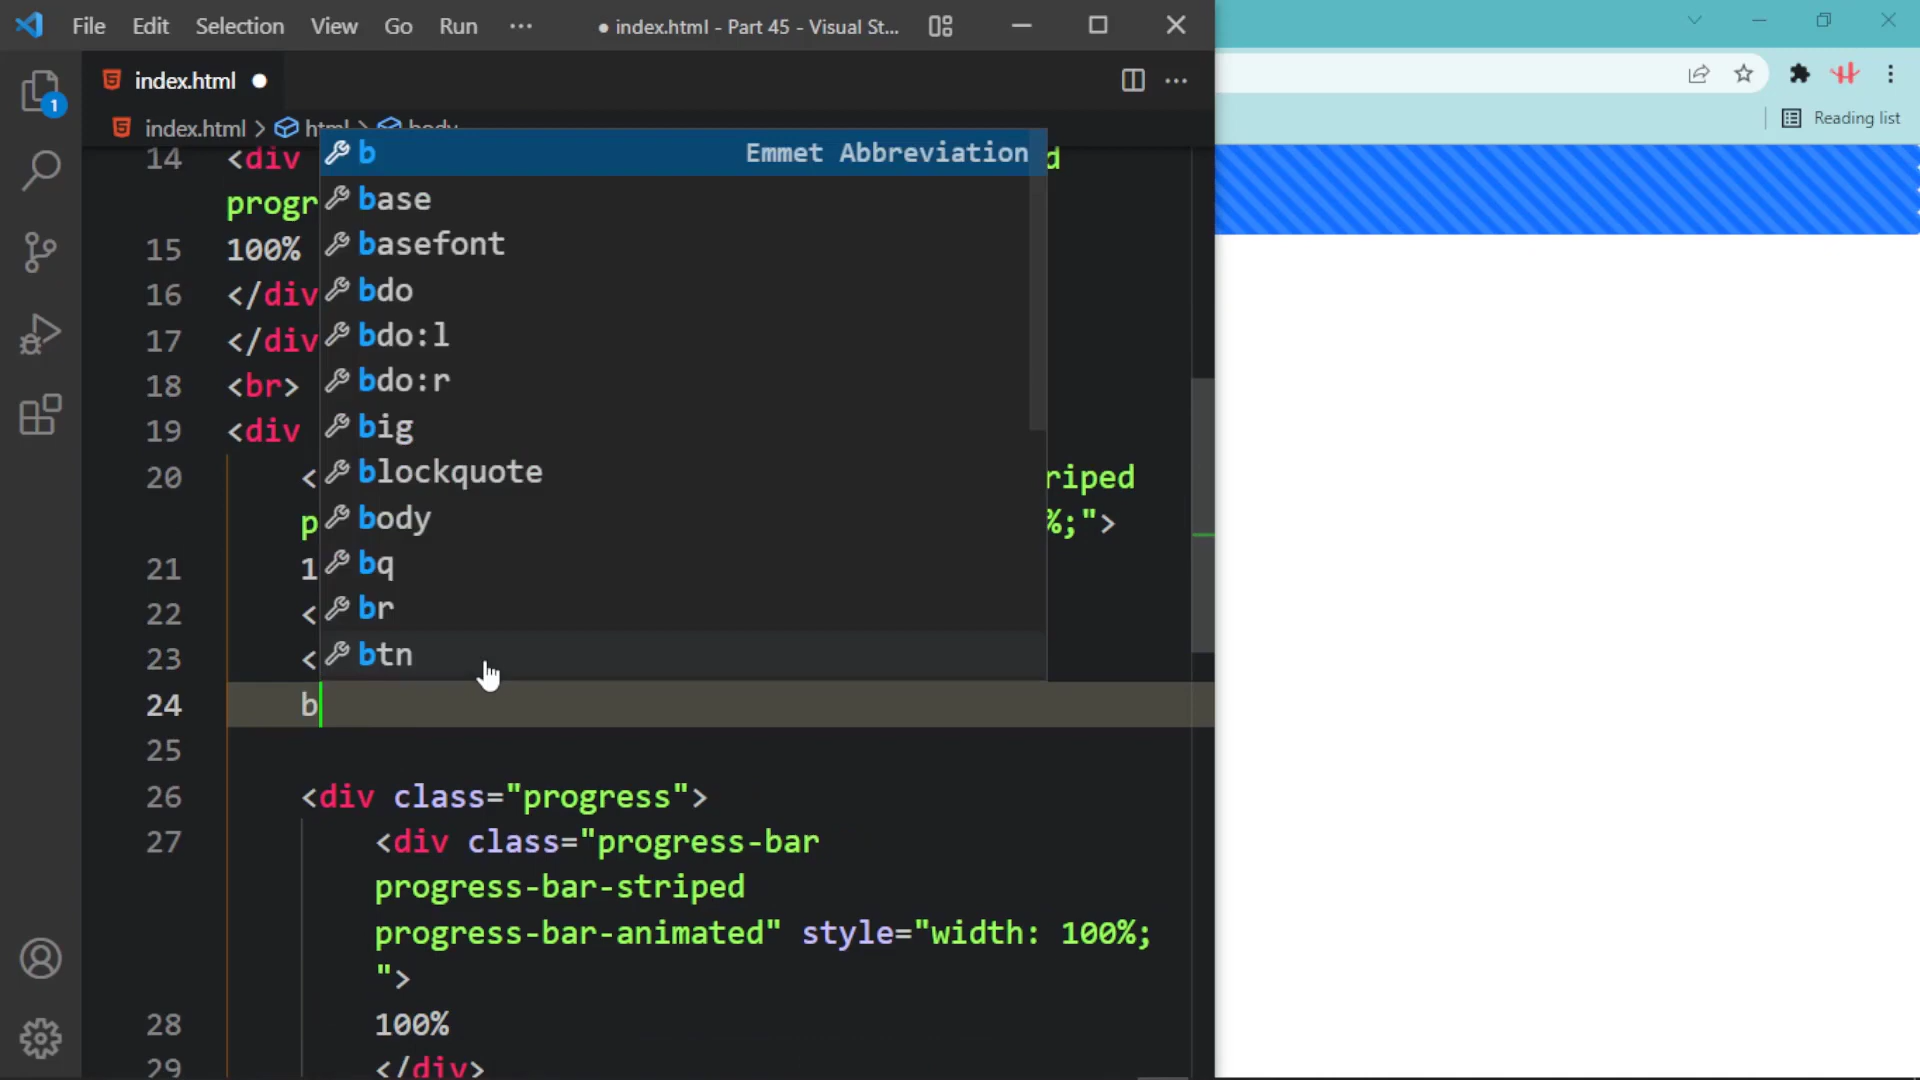 File Edit Selection View Go Run ··· ● index.html - Part 45 - Visual St...
index.html ●
index.html > html > body
Reading list
1
14 <div d
progr
15 100%
16 </div
17 </div
18 <br>
19 <div
20 < riped
p %;">
21 1
22 <
23 <
24 b
25
26 <div class="progress">
27 <div class="progress-bar
progress-bar-striped
progress-bar-animated" style="width: 100%;
">
28 100%
29 </div>
b Emmet Abbreviation
base
basefont
bdo
bdo:l
bdo:r
big
blockquote
body
bq
br
btn